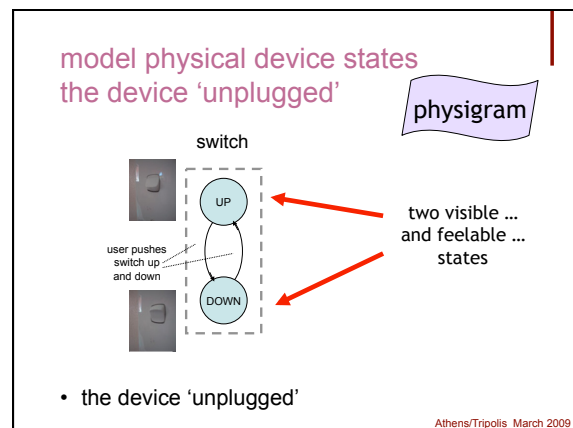 model physical device states
the device ‘unplugged’
physigram
switch
UP
user pushes
switch up
and down
DOWN
two visible ...
and feelable ...
states
• the device ‘unplugged’
Athens/Tripolis March 2009